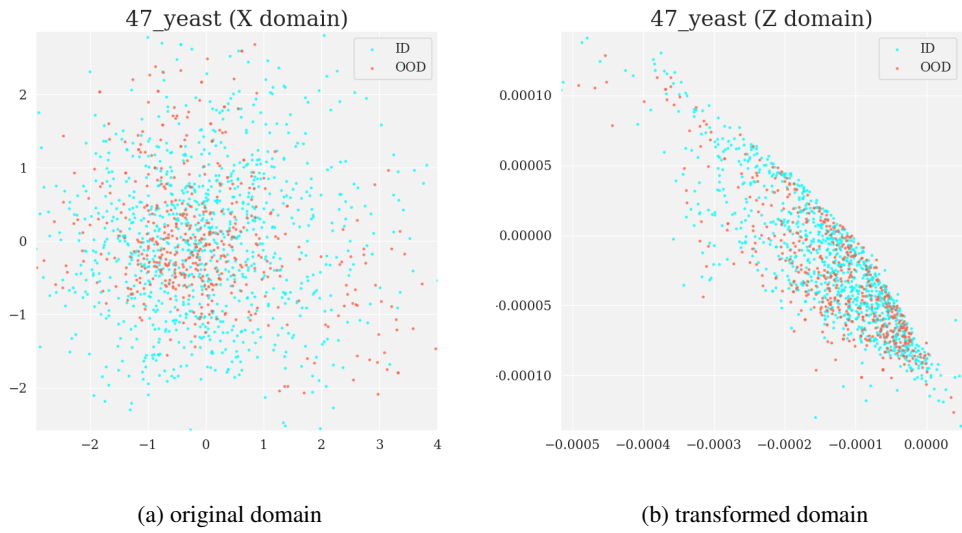 47_yeast (X domain)
ID
OOD
2
1
0
−1
−2
−2 −1 0 1 2 3 4
(a) original domain
47_yeast (Z domain)
ID
OOD
0.00010
0.00005
0.00000
-0.00005
-0.00010
−0.0005 −0.0004 −0.0003 −0.0002 −0.0001 0.0000
(b) transformed domain